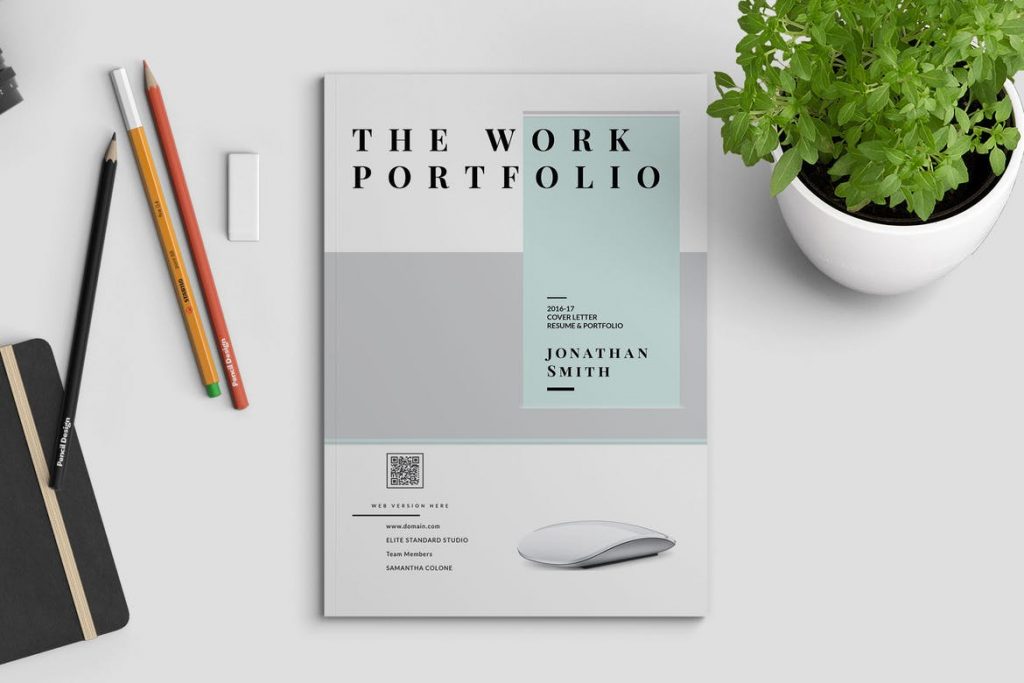 THE WORK
PORTFOLIO
2016-17
COVER LETTER
RESUME & PORTFOLIO
JONATHAN
SMITH
WEB VERSION HERE
www.domain.com
ELITE STANDARD STUDIO
Team Members
SAMANTHA COLONE
Pencil Design
Pencil Design
STABILO